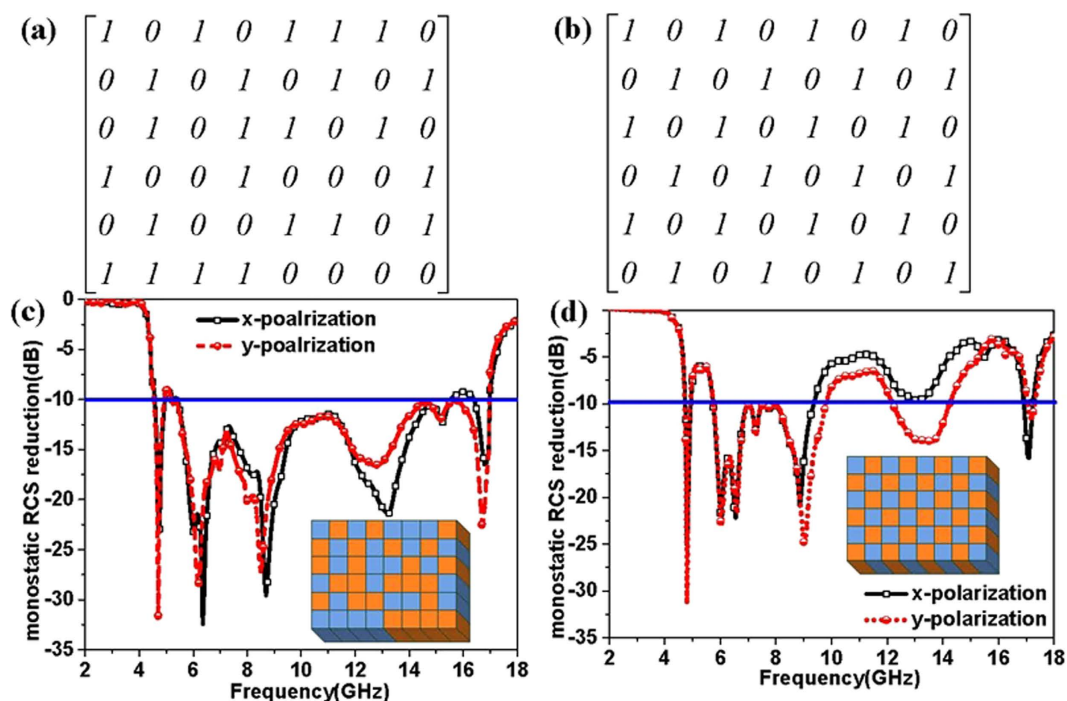 (a)
1 0 1 0 1 1 1 0
0 1 0 1 0 1 0 1
0 1 0 1 1 0 1 0
1 0 0 1 0 0 0 1
0 1 0 0 1 1 0 1
1 1 1 1 0 0 0 0
(b)
1 0 1 0 1 0 1 0
0 1 0 1 0 1 0 1
1 0 1 0 1 0 1 0
0 1 0 1 0 1 0 1
1 0 1 0 1 0 1 0
0 1 0 1 0 1 0 1
(c)
monostatic RCS reduction(dB)
0
-5
-10
-15
-20
-25
-30
-35
x-poalrization
y-poalrization
2 4 6 8 10 12 14 16 18
Frequency(GHz)
(d)
monostatic RCS reduction(dB)
-5
-10
-15
-20
-25
-30
-35
x-polarization
y-polarization
2 4 6 8 10 12 14 16 18
Frequency(GHz)